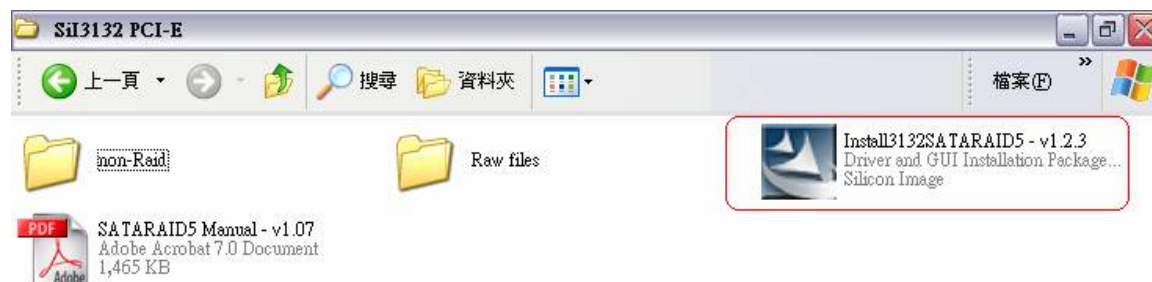 SiI3132 PCI-E
上一頁 搜尋 資料夾 檔案(F) »
non-Raid
Raw files
Install3132SATARAID5 - v1.2.3
Driver and GUI Installation Package...
Silicon Image
PDF
Adobe
SATARAID5 Manual - v1.07
Adobe Acrobat 7.0 Document
1,465 KB